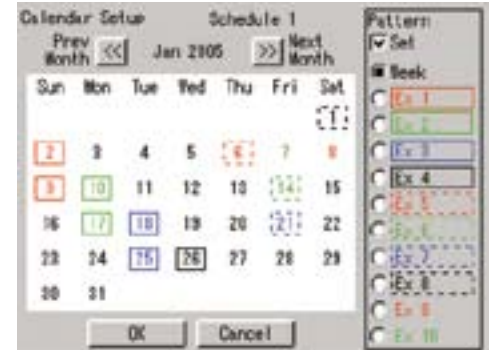 Calendar Setup Schedule 1
Prev Month << Jan 2005 >> Next Month
Sun Mon Tue Wed Thu Fri Sat
1
2 3 4 5 6 7 8
9 10 11 12 13 14 15
16 17 18 19 20 21 22
23 24 25 26 27 28 29
30 31
OK Cancel
Pattern
Set
Week
Ex 1
Ex 2
Ex 3
Ex 4
Ex 5
Ex 6
Ex 7
Ex 8
Ex 9
Ex 10